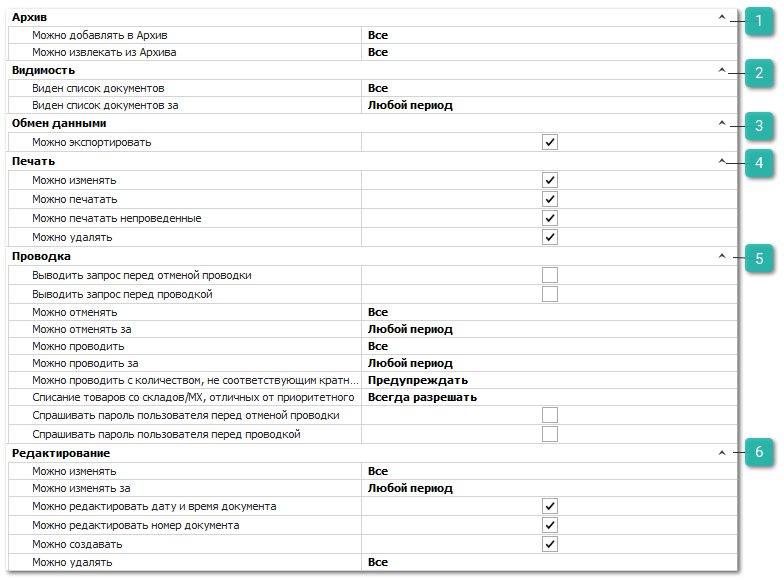 Архив 1
Можно добавлять в Архив Все
Можно извлекать из Архива Все
Видимость 2
Виден список документов Все
Виден список документов за Любой период
Обмен данными 3
Можно экспортировать
Печать 4
Можно изменять
Можно печатать
Можно печатать непроведенные
Можно удалять
Проводка 5
Выводить запрос перед отменой проводки
Выводить запрос перед проводкой
Можно отменять Все
Можно отменять за Любой период
Можно проводить Все
Можно проводить за Любой период
Можно проводить с количеством, не соответствующим кратн... Предупреждать
Списание товаров со складов/МХ, отличных от приоритетного Всегда разрешать
Спрашивать пароль пользователя перед отменой проводки
Спрашивать пароль пользователя перед проводкой
Редактирование 6
Можно изменять Все
Можно изменять за Любой период
Можно редактировать дату и время документа
Можно редактировать номер документа
Можно создавать
Можно удалять Все